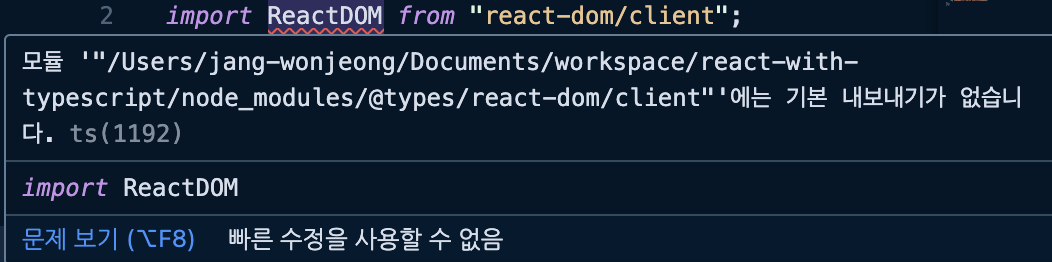 2 import ReactDOM from "react-dom/client";
모듈 '"/Users/jang-wonjeong/Documents/workspace/react-with-
typescript/node_modules/@types/react-dom/client"'에는 기본 내보내기가 없습니
다. ts(1192)
import ReactDOM
문제 보기 (⌥F8) 빠른 수정을 사용할 수 없음